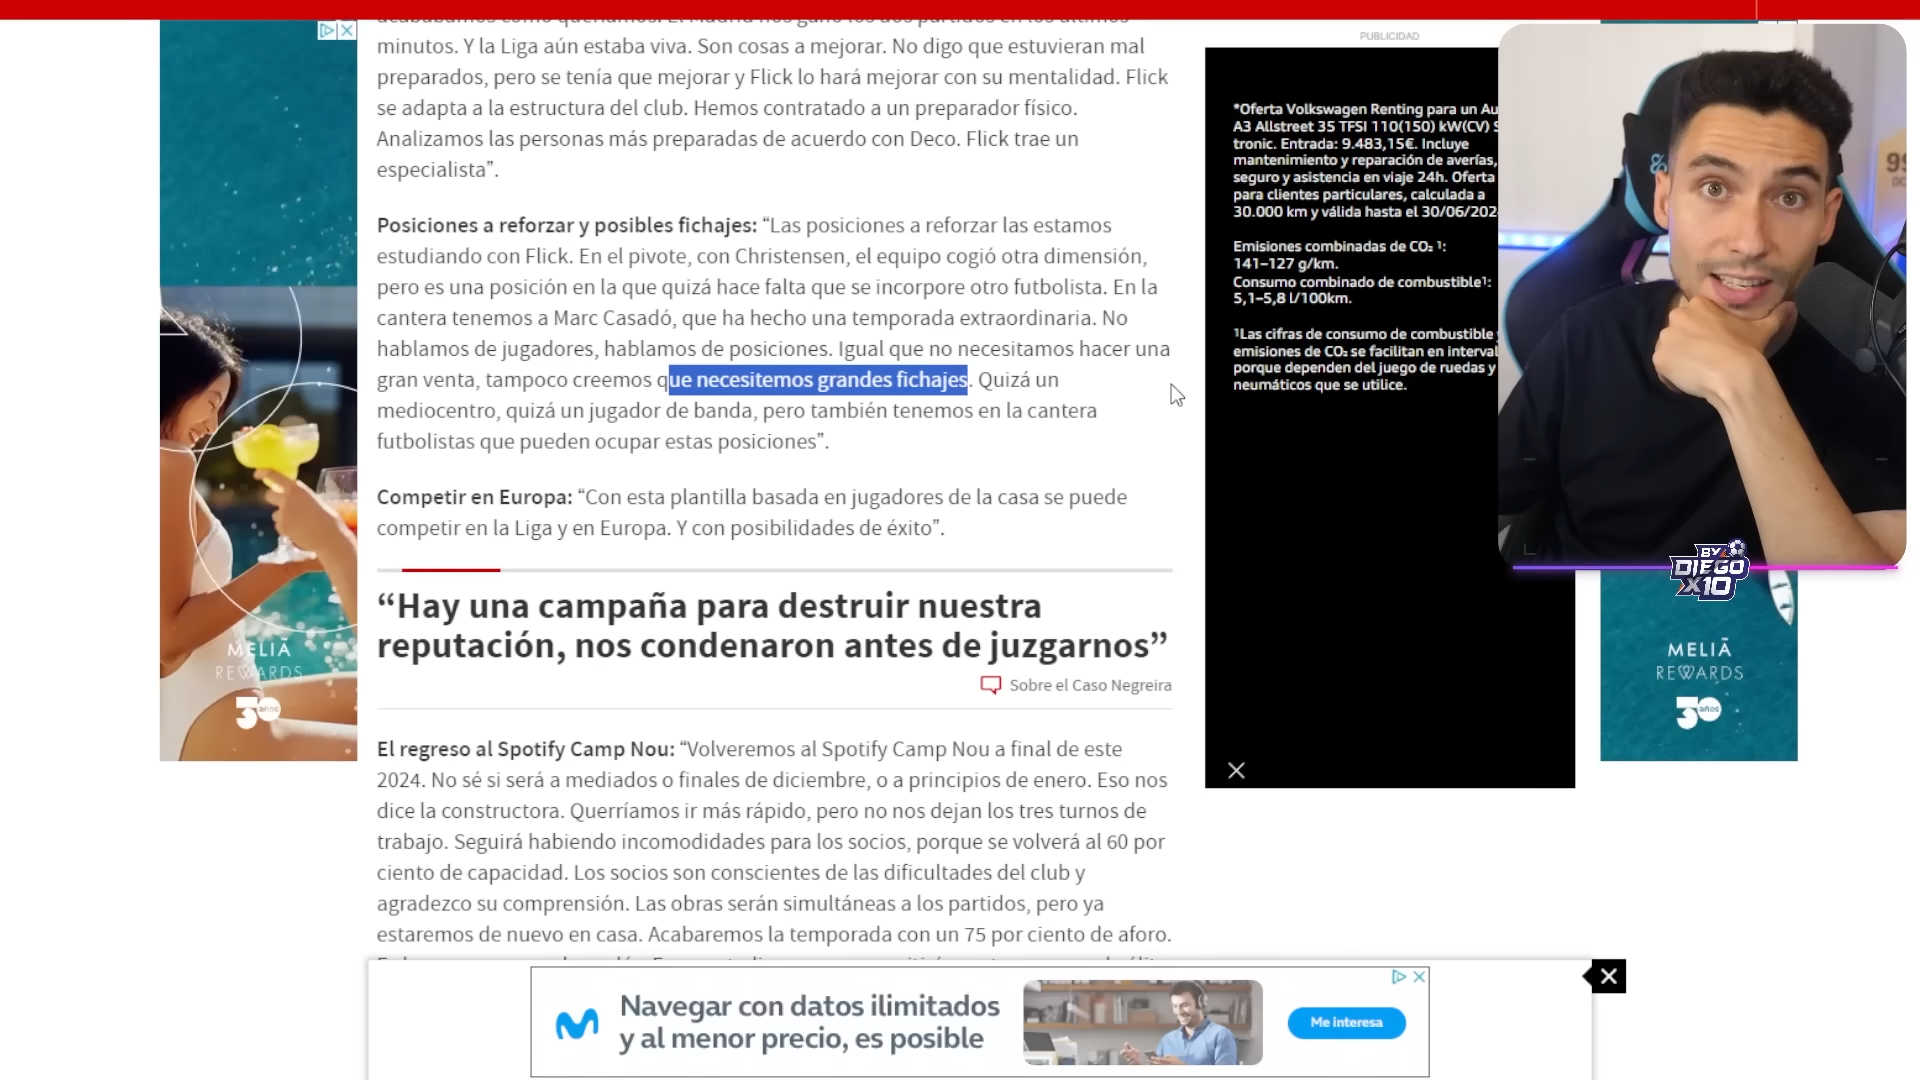 minutos. Y la Liga aún estaba viva. Son cosas a mejorar. No digo que estuvieran mal
preparados, pero se tenía que mejorar y Flick lo hará mejorar con su mentalidad. Flick
se adapta a la estructura del club. Hemos contratado a un preparador físico.
Analizamos las personas más preparadas de acuerdo con Deco. Flick trae un
especialista”.
Posiciones a reforzar y posibles fichajes: “Las posiciones a reforzar las estamos
estudiando con Flick. En el pivote, con Christensen, el equipo cogió otra dimensión,
pero es una posición en la que quizá hace falta que se incorpore otro futbolista. En la
cantera tenemos a Marc Casadó, que ha hecho una temporada extraordinaria. No
hablamos de jugadores, hablamos de posiciones. Igual que no necesitamos hacer una
gran venta, tampoco creemos que necesitemos grandes fichajes. Quizá un
mediocentro, quizá un jugador de banda, pero también tenemos en la cantera
futbolistas que pueden ocupar estas posiciones”.
Competir en Europa: “Con esta plantilla basada en jugadores de la casa se puede
competir en la Liga y en Europa. Y con posibilidades de éxito”.
“Hay una campaña para destruir nuestra
reputación, nos condenaron antes de juzgarnos”
Sobre el Caso Negreira
El regreso al Spotify Camp Nou: “Volveremos al Spotify Camp Nou a final de este
2024. No sé si será a mediados o finales de diciembre, o a principios de enero. Eso nos
dice la constructora. Querríamos ir más rápido, pero no nos dejan los tres turnos de
trabajo. Seguirá habiendo incomodidades para los socios, porque se volverá al 60 por
ciento de capacidad. Los socios son conscientes de las dificultades del club y
agradezco su comprensión. Las obras serán simultáneas a los partidos, pero ya
estaremos de nuevo en casa. Acabaremos la temporada con un 75 por ciento de aforo.
PUBLICIDAD
*Oferta Volkswagen Renting para un Au
A3 Allstreet 35 TFSI 110(150) kW(CV) S
tronic. Entrada: 9.483,15€. Incluye
mantenimiento y reparación de averías,
seguro y asistencia en viaje 24h. Oferta
para clientes particulares, calculada a
30.000 km y válida hasta el 30/06/202
Emisiones combinadas de CO₂ ¹:
141–127 g/km.
Consumo combinado de combustible¹:
5,1–5,8 l/100km.
¹Las cifras de consumo de combustible y
emisiones de CO₂ se facilitan en interval
porque dependen del juego de ruedas y
neumáticos que se utilice.
BY
DIEGO
X10
MELIÃ
REWARDS
30 años
MELIÃ
REWARDS
30 años
Navegar con datos ilimitados
y al menor precio, es posible
Me interesa